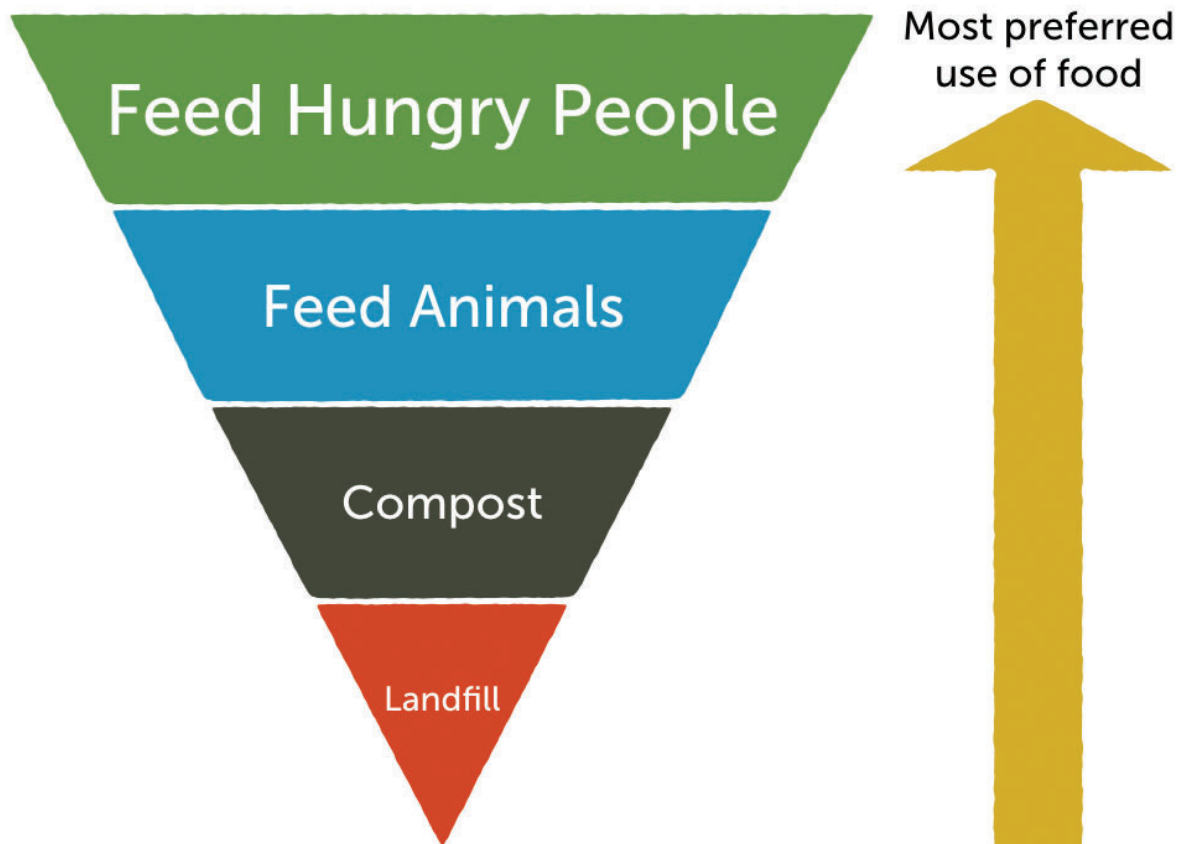 Most preferred
use of food
Feed Hungry People
Feed Animals
Compost
Landfill